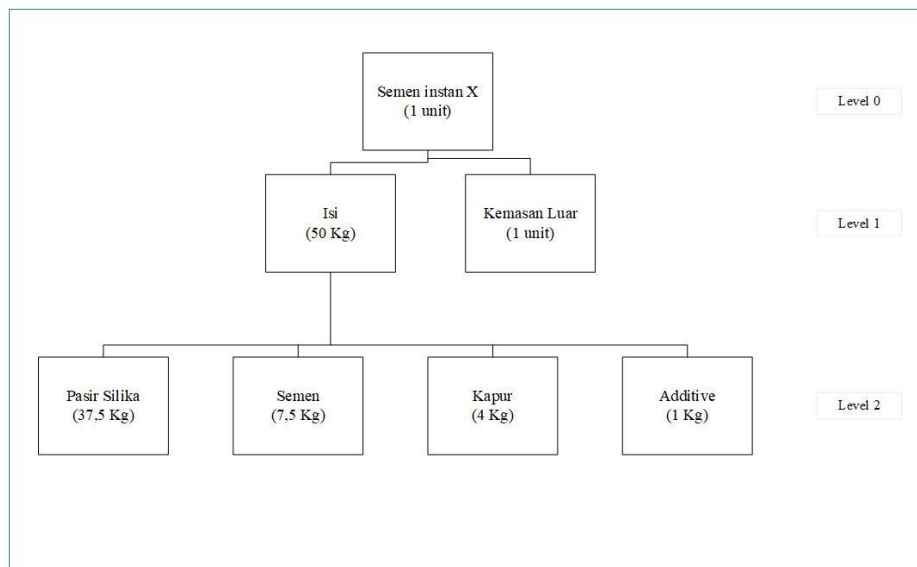 Semen instan X
(1 unit)
Level 0
Isi
(50 Kg)
Kemasan Luar
(1 unit)
Level 1
Pasir Silika
(37,5 Kg)
Semen
(7,5 Kg)
Kapur
(4 Kg)
Additive
(1 Kg)
Level 2